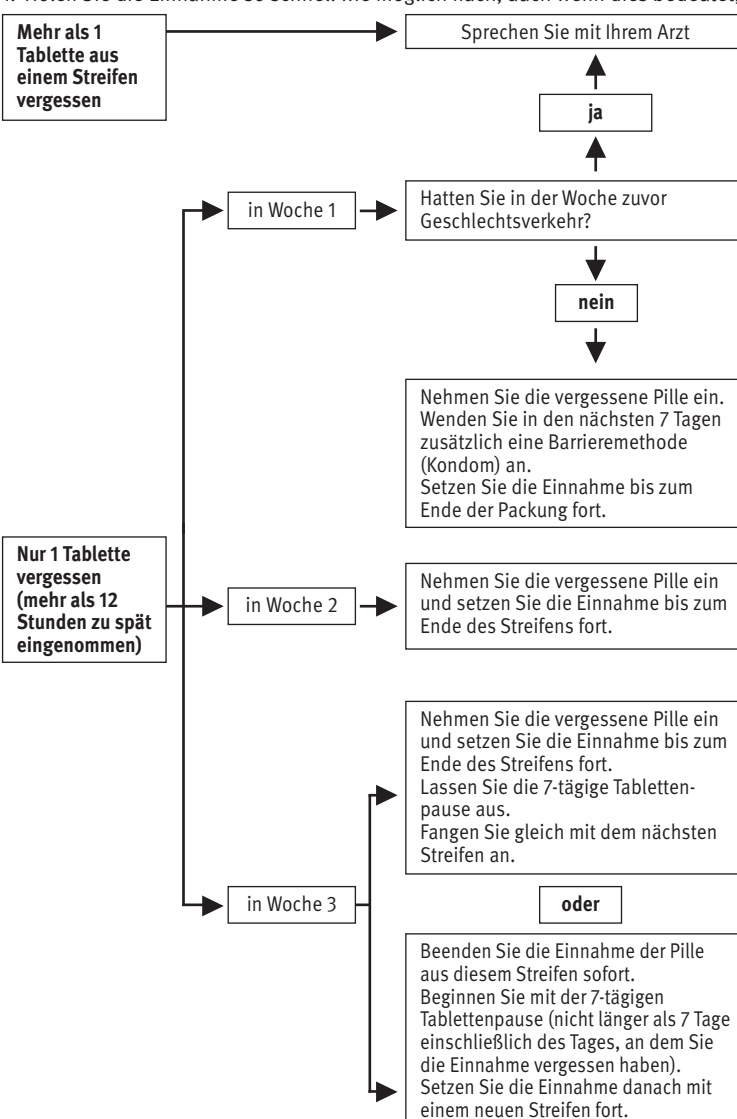 Mehr als 1
Tablette aus
einem Streifen
vergessen
Sprechen Sie mit Ihrem Arzt
ja
in Woche 1
Hatten Sie in der Woche zuvor
Geschlechtsverkehr?
nein
Nehmen Sie die vergessene Pille ein.
Wenden Sie in den nächsten 7 Tagen
zusätzlich eine Barrieremethode
(Kondom) an.
Setzen Sie die Einnahme bis zum
Ende der Packung fort.
Nur 1 Tablette
vergessen
(mehr als 12
Stunden zu spät
eingenommen)
in Woche 2
Nehmen Sie die vergessene Pille ein
und setzen Sie die Einnahme bis zum
Ende des Streifens fort.
in Woche 3
Nehmen Sie die vergessene Pille ein
und setzen Sie die Einnahme bis zum
Ende des Streifens fort.
Lassen Sie die 7-tägige Tabletten-
pause aus.
Fangen Sie gleich mit dem nächsten
Streifen an.
oder
Beenden Sie die Einnahme der Pille
aus diesem Streifen sofort.
Beginnen Sie mit der 7-tägigen
Tablettenpause (nicht länger als 7 Tage
einschließlich des Tages, an dem Sie
die Einnahme vergessen haben).
Setzen Sie die Einnahme danach mit
einem neuen Streifen fort.